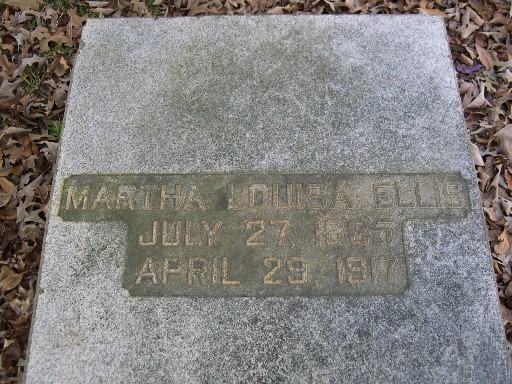 MARTHA LOUISA ELLIS
JULY 27,
APRIL 29, 1917